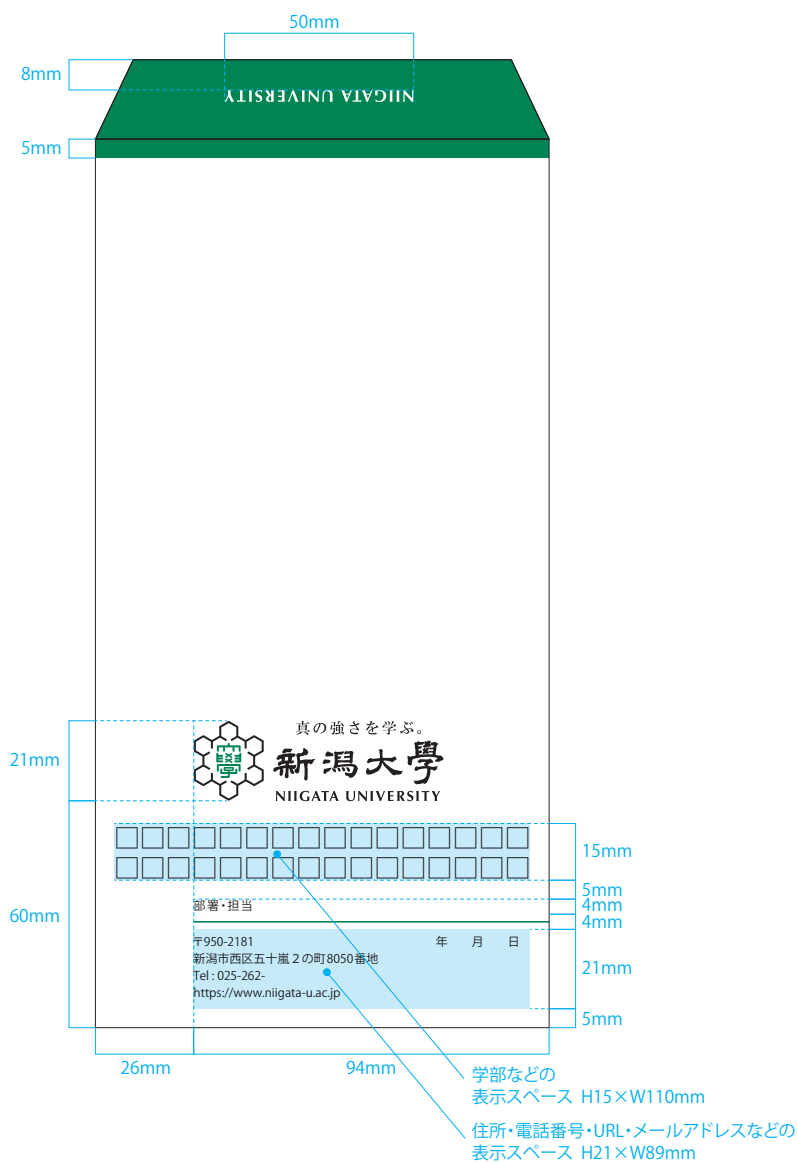 50mm
8mm
NIIGATA UNIVERSITY
5mm
21mm
真の強さを学ぶ。
新潟大學
NIIGATA UNIVERSITY
15mm
5mm
部署・担当
4mm
60mm
4mm
〒950-2181 年 月 日
新潟市西区五十嵐２の町8050番地
21mm
Tel : 025-262-
https://www.niigata-u.ac.jp
5mm
26mm
94mm
学部などの
表示スペース H15×W110mm
住所・電話番号・URL・メールアドレスなどの
表示スペース H21×W89mm